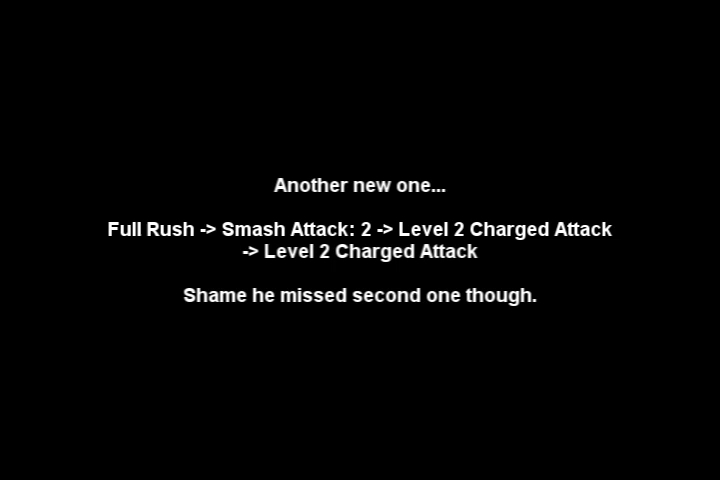 Another new one...
Full Rush -> Smash Attack: 2 -> Level 2 Charged Attack
-> Level 2 Charged Attack
Shame he missed second one though.